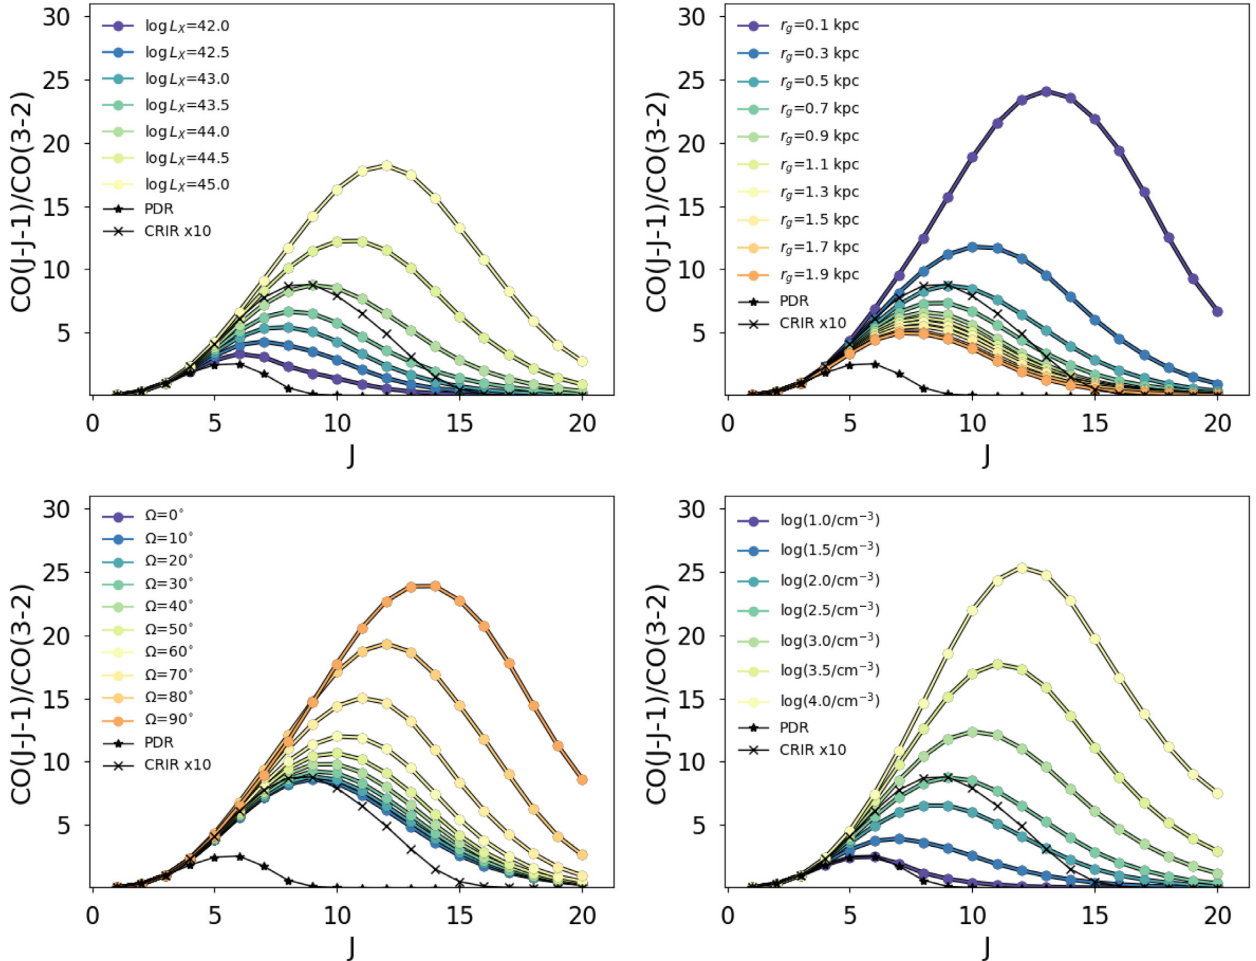 CO(J-J-1)/CO(3-2)
30
25
20
15
10
5
log L_X=42.0
log L_X=42.5
log L_X=43.0
log L_X=43.5
log L_X=44.0
log L_X=44.5
log L_X=45.0
PDR
CRIR x10
0 5 10 15 20
J
CO(J-J-1)/CO(3-2)
30
25
20
15
10
5
r_g=0.1 kpc
r_g=0.3 kpc
r_g=0.5 kpc
r_g=0.7 kpc
r_g=0.9 kpc
r_g=1.1 kpc
r_g=1.3 kpc
r_g=1.5 kpc
r_g=1.7 kpc
r_g=1.9 kpc
PDR
CRIR x10
0 5 10 15 20
J
CO(J-J-1)/CO(3-2)
30
25
20
15
10
5
Ω=0°
Ω=10°
Ω=20°
Ω=30°
Ω=40°
Ω=50°
Ω=60°
Ω=70°
Ω=80°
Ω=90°
PDR
CRIR x10
0 5 10 15 20
J
CO(J-J-1)/CO(3-2)
30
25
20
15
10
5
log(1.0/cm⁻³)
log(1.5/cm⁻³)
log(2.0/cm⁻³)
log(2.5/cm⁻³)
log(3.0/cm⁻³)
log(3.5/cm⁻³)
log(4.0/cm⁻³)
PDR
CRIR x10
0 5 10 15 20
J